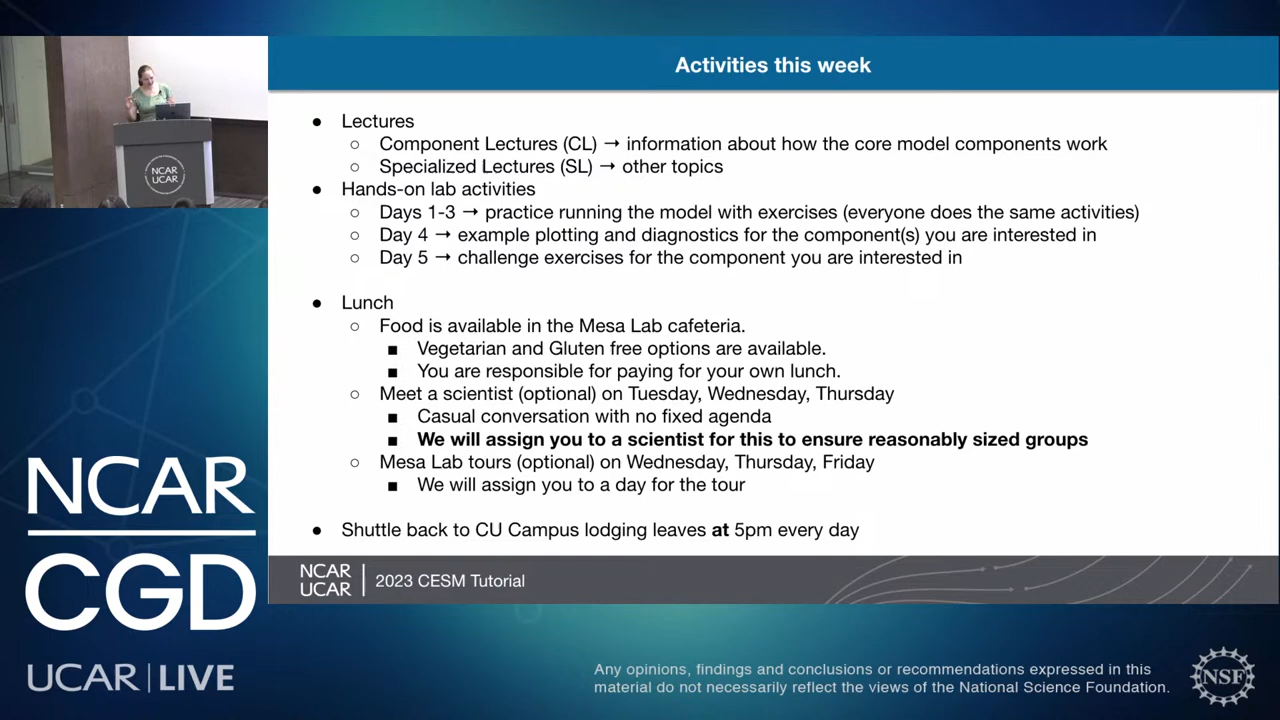 Activities this week
● Lectures
○ Component Lectures (CL) → information about how the core model components work
○ Specialized Lectures (SL) → other topics
● Hands-on lab activities
○ Days 1-3 → practice running the model with exercises (everyone does the same activities)
○ Day 4 → example plotting and diagnostics for the component(s) you are interested in
○ Day 5 → challenge exercises for the component you are interested in
● Lunch
○ Food is available in the Mesa Lab cafeteria.
■ Vegetarian and Gluten free options are available.
■ You are responsible for paying for your own lunch.
○ Meet a scientist (optional) on Tuesday, Wednesday, Thursday
■ Casual conversation with no fixed agenda
■ We will assign you to a scientist for this to ensure reasonably sized groups
○ Mesa Lab tours (optional) on Wednesday, Thursday, Friday
■ We will assign you to a day for the tour
● Shuttle back to CU Campus lodging leaves at 5pm every day
NCAR
UCAR
2023 CESM Tutorial
NCAR
UCAR
NCAR
CGD
UCAR | LIVE
Any opinions, findings and conclusions or recommendations expressed in this
material do not necessarily reflect the views of the National Science Foundation.
NSF